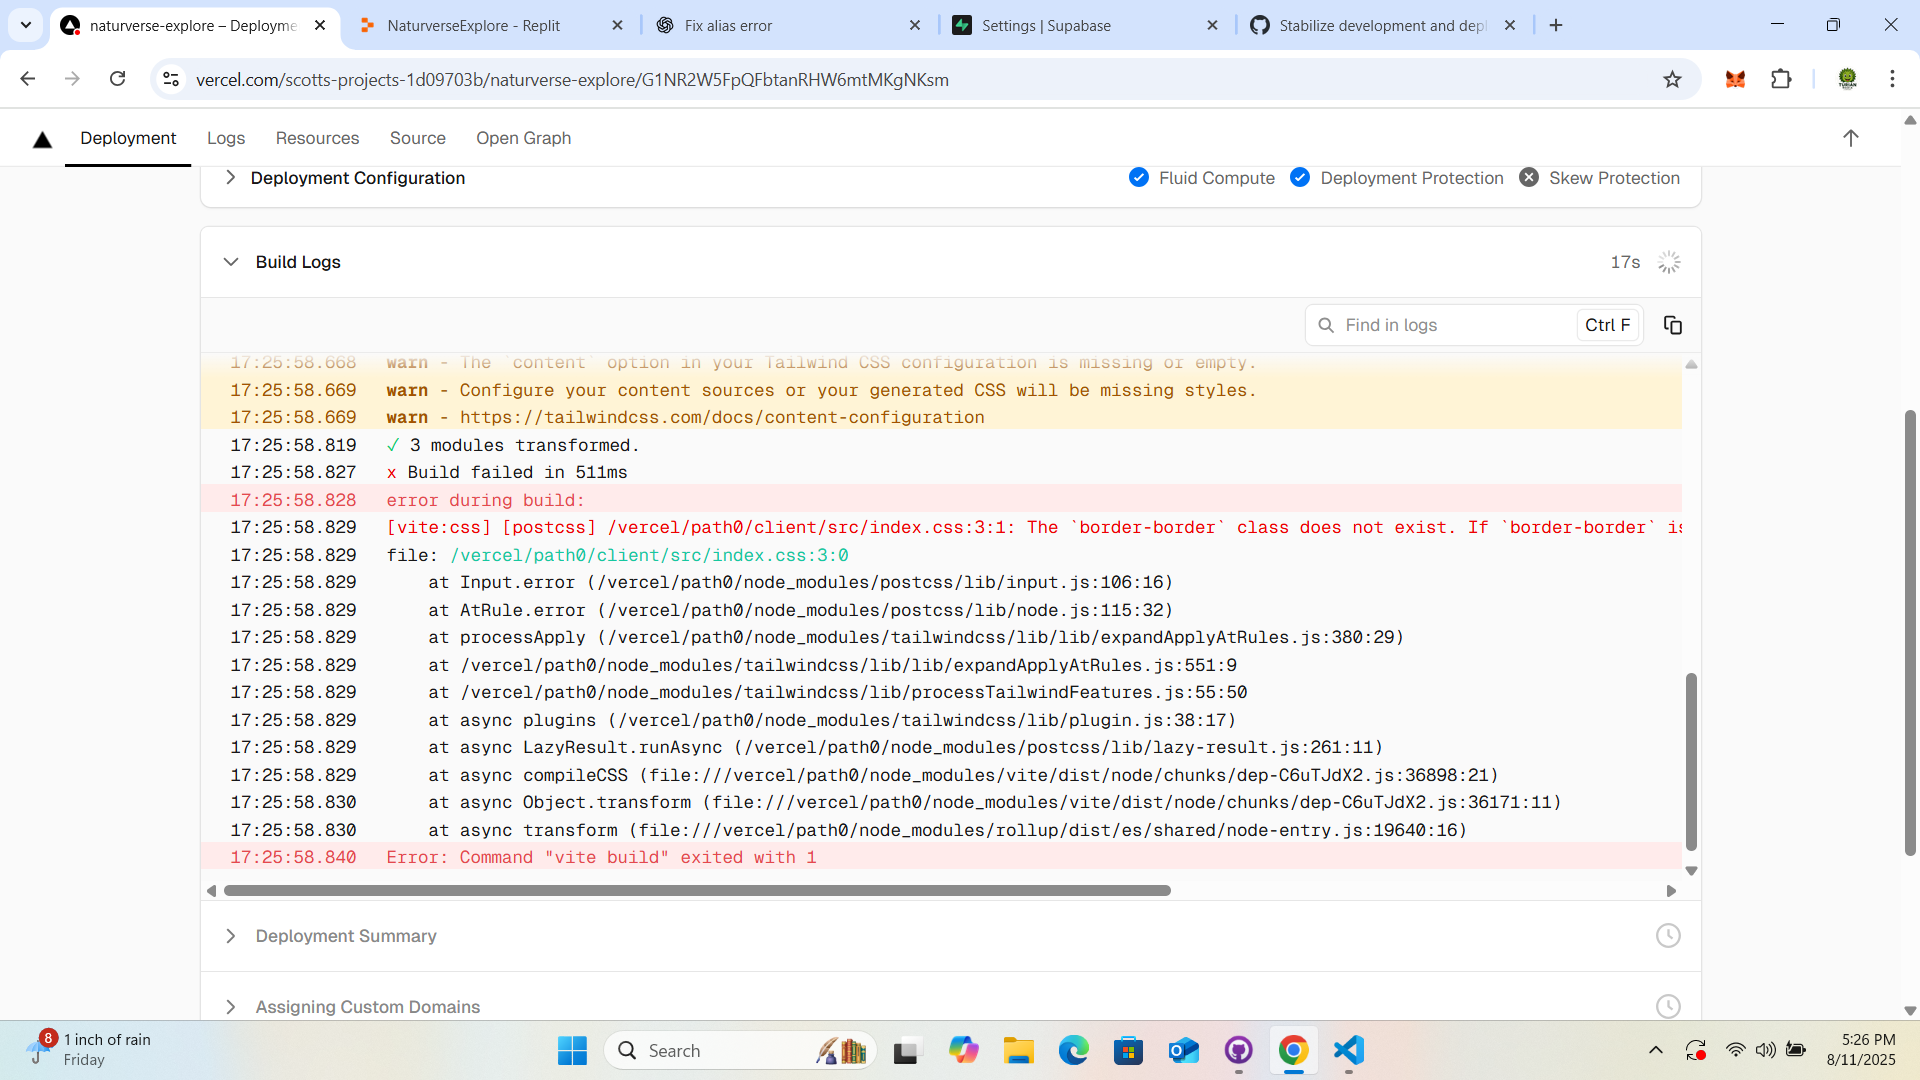 naturverse-explore – Deployme
NaturverseExplore - Replit
Fix alias error
Settings | Supabase
Stabilize development and depl
vercel.com/scotts-projects-1d09703b/naturverse-explore/G1NR2W5FpQFbtanRHW6mtMKgNKsm
Deployment
Logs
Resources
Source
Open Graph
Deployment Configuration
Fluid Compute
Deployment Protection
Skew Protection
Build Logs
17s
Find in logs
Ctrl F
17:25:58.668 warn - The `content` option in your Tailwind CSS configuration is missing or empty.
17:25:58.669 warn - Configure your content sources or your generated CSS will be missing styles.
17:25:58.669 warn - https://tailwindcss.com/docs/content-configuration
17:25:58.819 ✓ 3 modules transformed.
17:25:58.827 x Build failed in 511ms
17:25:58.828 error during build:
17:25:58.829 [vite:css] [postcss] /vercel/path0/client/src/index.css:3:1: The `border-border` class does not exist. If `border-border` is
17:25:58.829 file: /vercel/path0/client/src/index.css:3:0
17:25:58.829 at Input.error (/vercel/path0/node_modules/postcss/lib/input.js:106:16)
17:25:58.829 at AtRule.error (/vercel/path0/node_modules/postcss/lib/node.js:115:32)
17:25:58.829 at processApply (/vercel/path0/node_modules/tailwindcss/lib/lib/expandApplyAtRules.js:380:29)
17:25:58.829 at /vercel/path0/node_modules/tailwindcss/lib/lib/expandApplyAtRules.js:551:9
17:25:58.829 at /vercel/path0/node_modules/tailwindcss/lib/processTailwindFeatures.js:55:50
17:25:58.829 at async plugins (/vercel/path0/node_modules/tailwindcss/lib/plugin.js:38:17)
17:25:58.829 at async LazyResult.runAsync (/vercel/path0/node_modules/postcss/lib/lazy-result.js:261:11)
17:25:58.829 at async compileCSS (file:///vercel/path0/node_modules/vite/dist/node/chunks/dep-C6uTJdX2.js:36898:21)
17:25:58.830 at async Object.transform (file:///vercel/path0/node_modules/vite/dist/node/chunks/dep-C6uTJdX2.js:36171:11)
17:25:58.830 at async transform (file:///vercel/path0/node_modules/rollup/dist/es/shared/node-entry.js:19640:16)
17:25:58.840 Error: Command "vite build" exited with 1
Deployment Summary
Assigning Custom Domains
8
1 inch of rain
Friday
Search
5:26 PM
8/11/2025